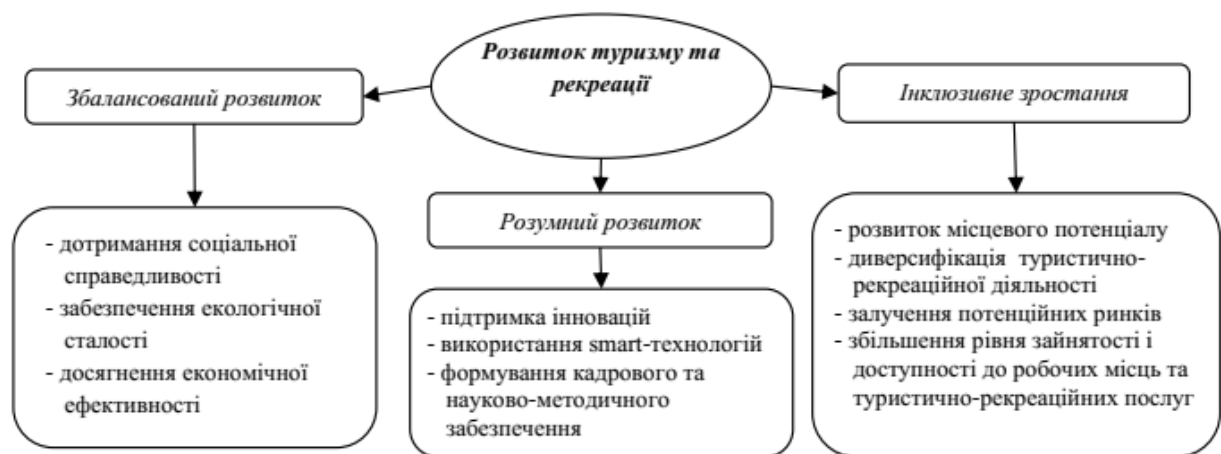 Розвиток туризму та
рекреації
Збалансований розвиток
- дотримання соціальної
справедливості
- забезпечення екологічної
сталості
- досягнення економічної
ефективності
Розумний розвиток
- підтримка інновацій
- використання smart-технологій
- формування кадрового та
науково-методичного
забезпечення
Інклюзивне зростання
- розвиток місцевого потенціалу
- диверсифікація туристично-
рекреаційної діяльності
- залучення потенційних ринків
- збільшення рівня зайнятості і
доступності до робочих місць та
туристично-рекреаційних послуг